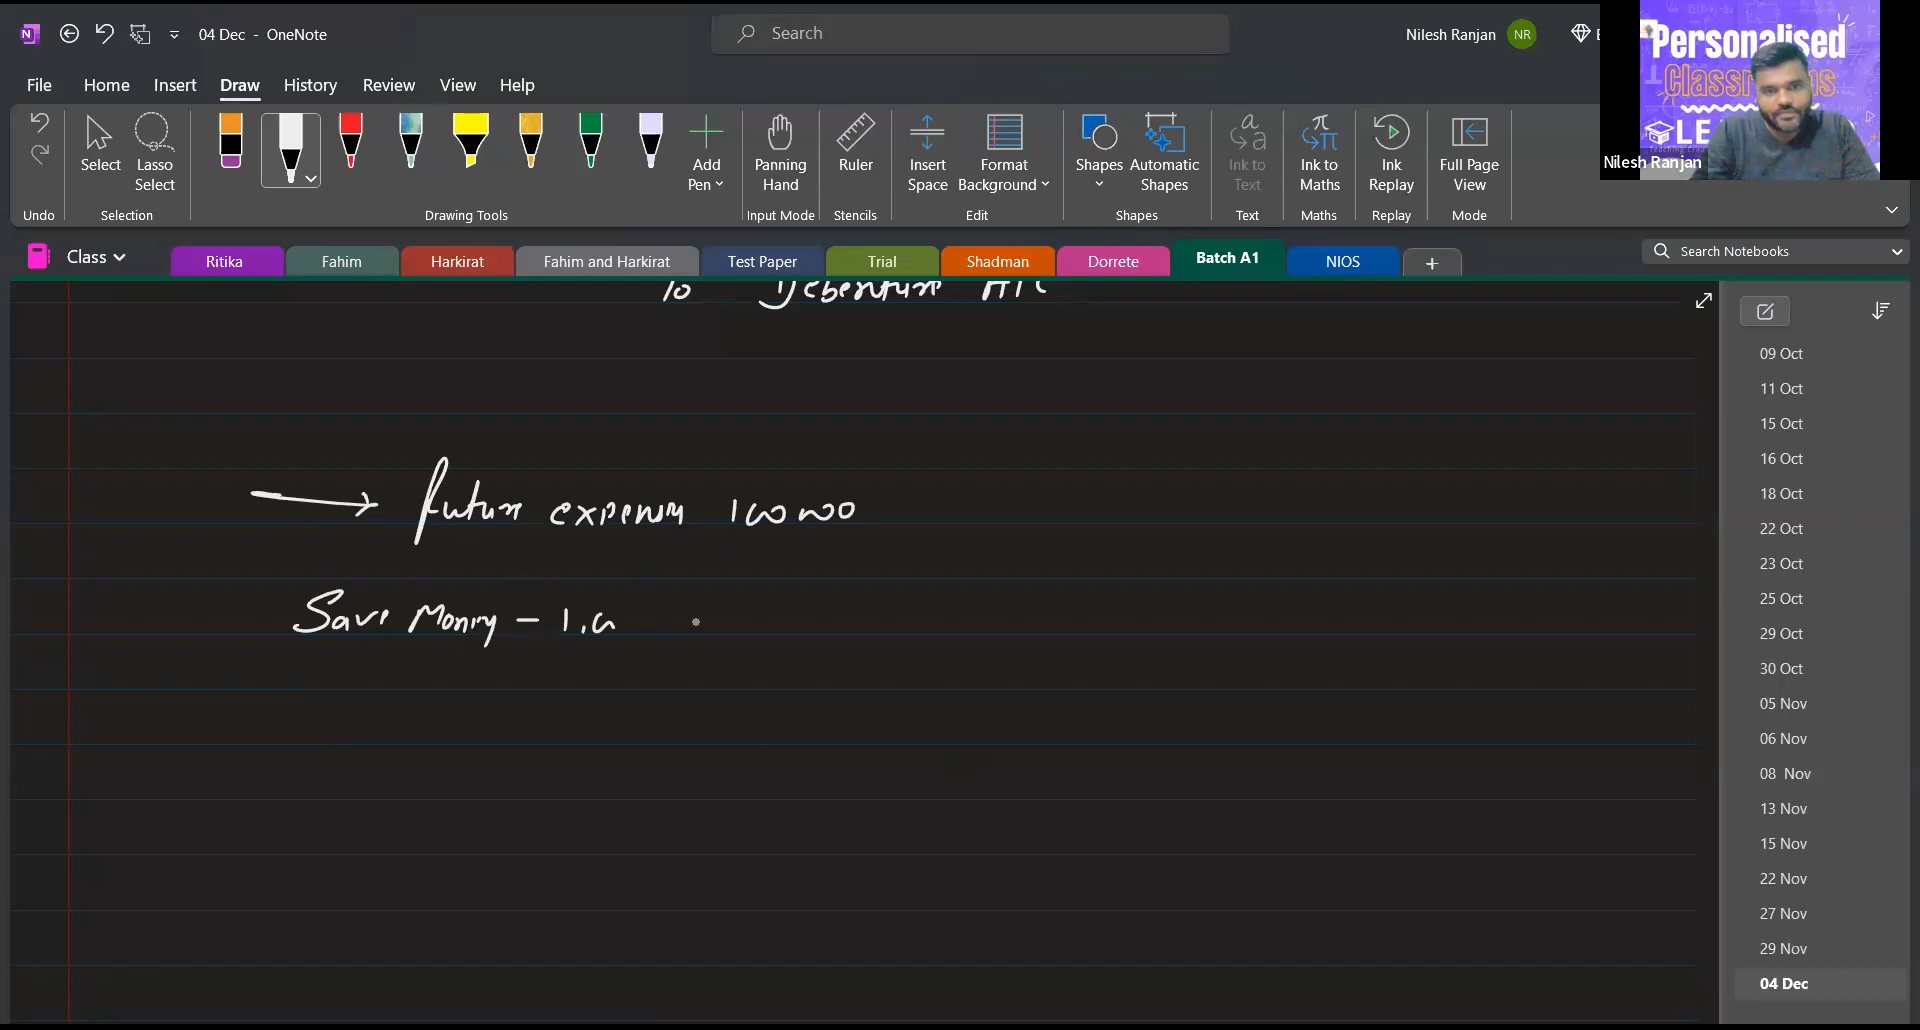 04 Dec - OneNote
Search
Nilesh Ranjan NR
File Home Insert Draw History Review View Help
Select
Lasso Select
Add Pen
Panning Hand
Ruler
Insert Space
Format Background
Shapes
Automatic Shapes
Ink to Text
Ink to Maths
Ink Replay
Full Page View
Undo Selection Drawing Tools Input Mode Stencils Edit Shapes Text Maths Replay Mode
Personalised
Classrooms
LE
Nilesh Ranjan
Class Ritika Fahim Harkirat Fahim and Harkirat Test Paper Trial Shadman Dorrete Batch A1 NIOS +
Search Notebooks
To Debenture A/C
future expense 100000
Save Money -
09 Oct
11 Oct
15 Oct
16 Oct
18 Oct
22 Oct
23 Oct
25 Oct
29 Oct
30 Oct
05 Nov
06 Nov
08 Nov
13 Nov
15 Nov
22 Nov
27 Nov
29 Nov
04 Dec